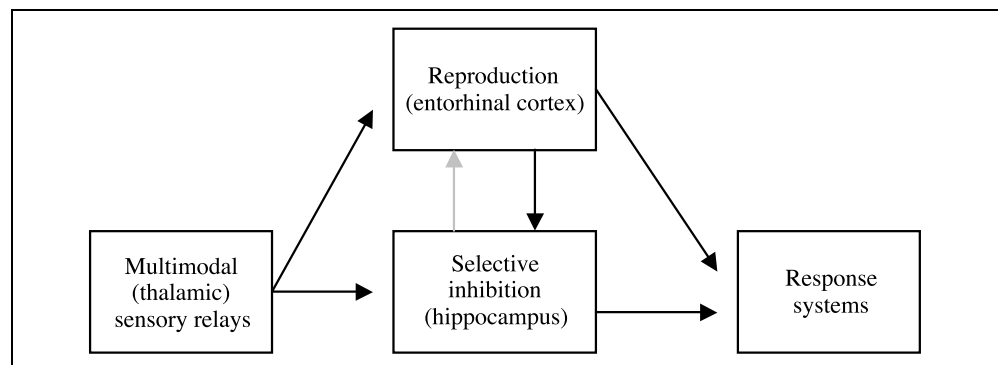 Reproduction
(entorhinal cortex)
Multimodal
(thalamic)
sensory relays
Selective
inhibition
(hippocampus)
Response
systems